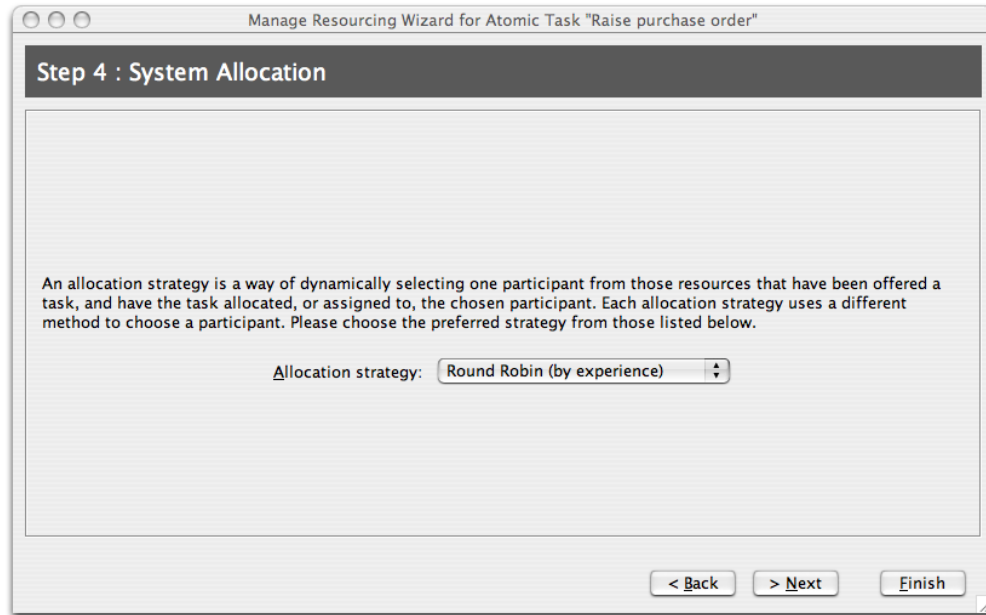 Manage Resourcing Wizard for Atomic Task "Raise purchase order"
Step 4 : System Allocation
An allocation strategy is a way of dynamically selecting one participant from those resources that have been offered a
task, and have the task allocated, or assigned to, the chosen participant. Each allocation strategy uses a different
method to choose a participant. Please choose the preferred strategy from those listed below.
Allocation strategy: Round Robin (by experience)
< Back > Next Finish